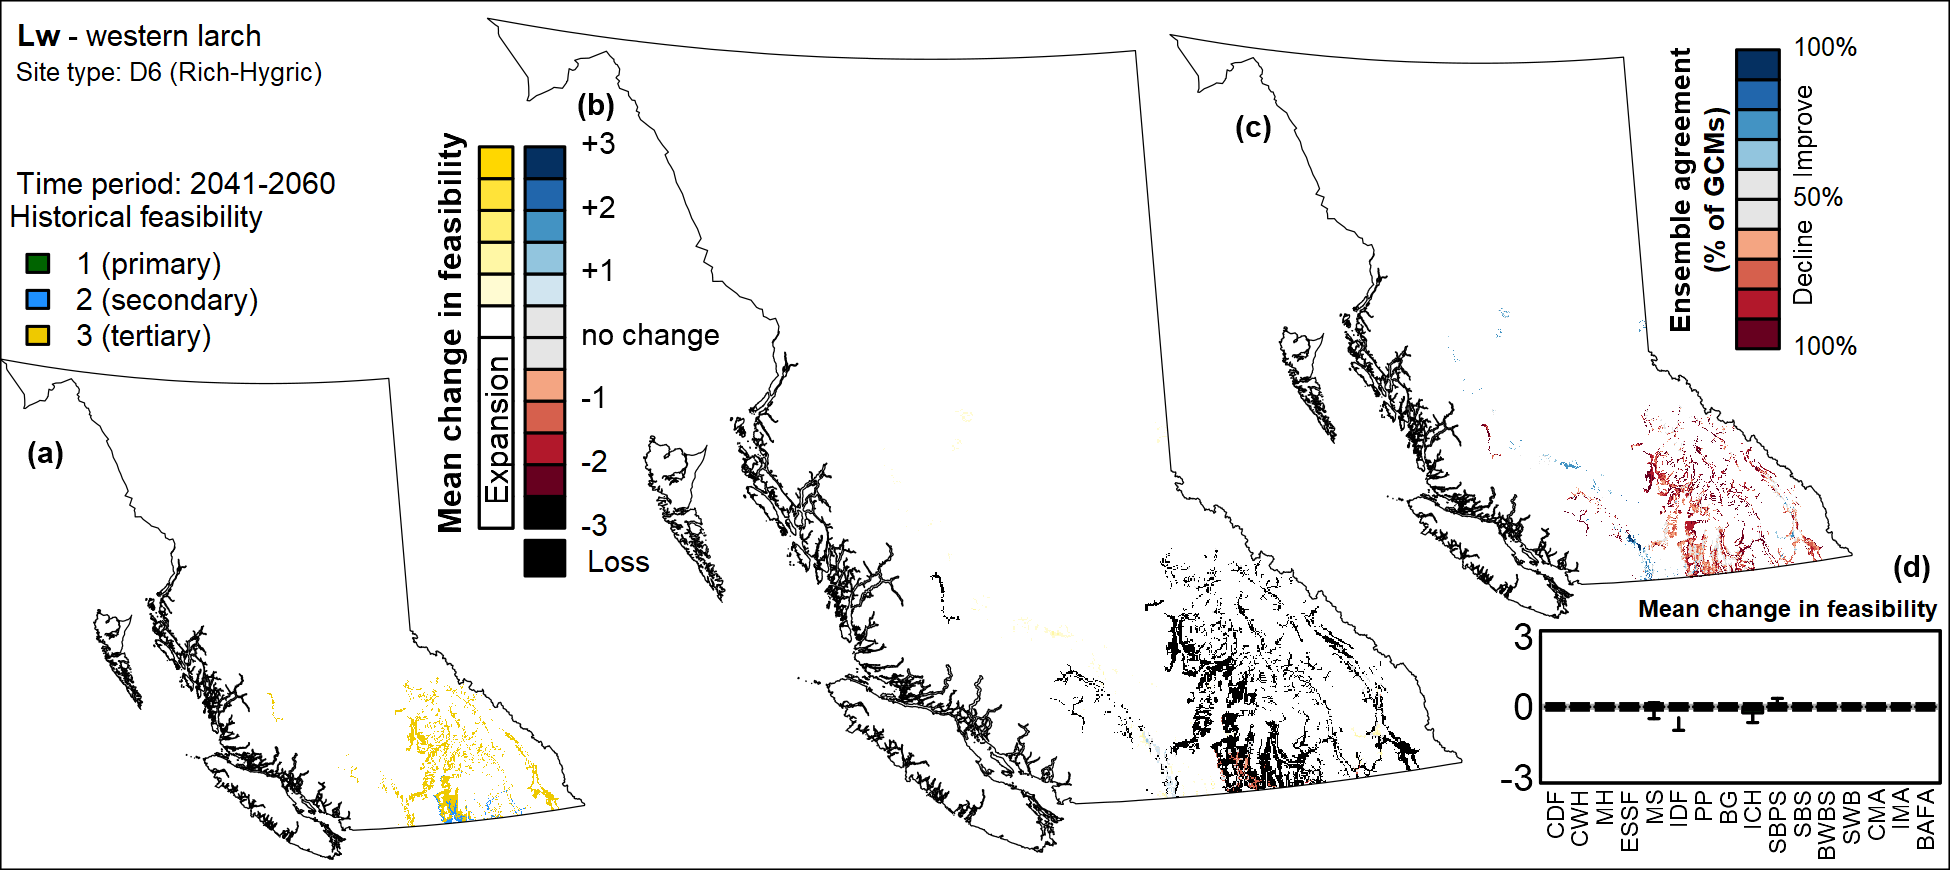 Lw - western larch
Site type: D6 (Rich-Hygric)
Time period: 2041-2060
Historical feasibility
1 (primary)
2 (secondary)
3 (tertiary)
(a)
(b)
Mean change in feasibility
Expansion
+3
+2
+1
no change
-1
-2
-3
Loss
(c)
Ensemble agreement
(% of GCMs)
100%
Improve
50%
Decline
100%
(d)
Mean change in feasibility
3
0
-3
CDF
CWH
MH
ESSF
MS
IDF
PP
BG
ICH
SBPS
SBS
BWBS
SWB
CMA
IMA
BAFA